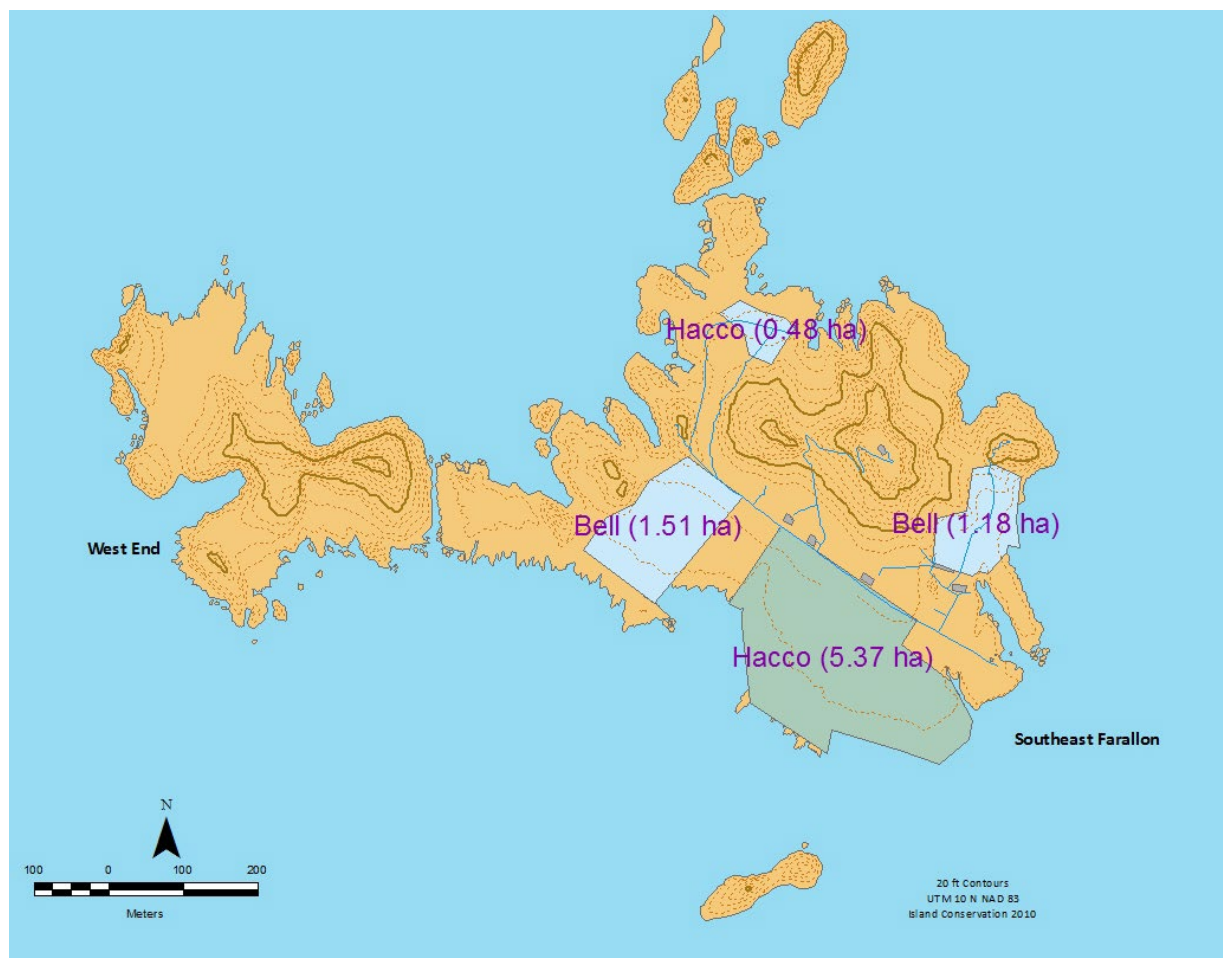 Hacco (0.48 ha)
Bell (1.51 ha)
Bell (1.18 ha)
West End
Hacco (5.37 ha)
Southeast Farallon
N
100 0 100 200
Meters
20 ft Contours
UTM 10 N NAD 83
Island Conservation 2010